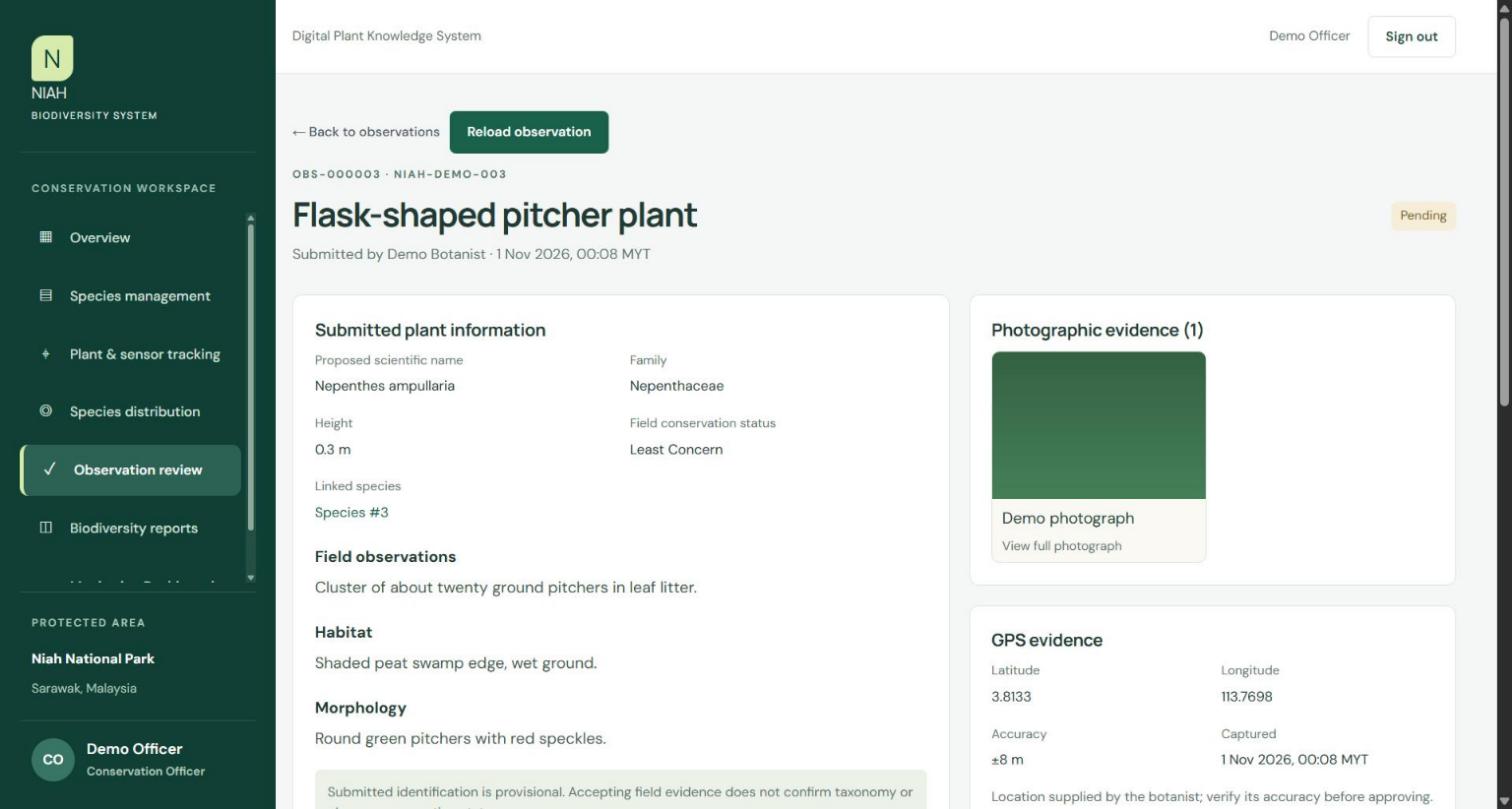 N
NIAH
BIODIVERSITY SYSTEM
CONSERVATION WORKSPACE
Overview
Species management
Plant & sensor tracking
Species distribution
Observation review
Biodiversity reports
PROTECTED AREA
Niah National Park
Sarawak, Malaysia
CO
Demo Officer
Conservation Officer
Digital Plant Knowledge System
Demo Officer
Sign out
← Back to observations
Reload observation
OBS-000003 · NIAH-DEMO-003
Flask-shaped pitcher plant
Pending
Submitted by Demo Botanist · 1 Nov 2026, 00:08 MYT
Submitted plant information
Proposed scientific name
Nepenthes ampullaria
Family
Nepenthaceae
Height
0.3 m
Field conservation status
Least Concern
Linked species
Species #3
Field observations
Cluster of about twenty ground pitchers in leaf litter.
Habitat
Shaded peat swamp edge, wet ground.
Morphology
Round green pitchers with red speckles.
Submitted identification is provisional. Accepting field evidence does not confirm taxonomy or
Photographic evidence (1)
Demo photograph
View full photograph
GPS evidence
Latitude
3.8133
Longitude
113.7698
Accuracy
±8 m
Captured
1 Nov 2026, 00:08 MYT
Location supplied by the botanist; verify its accuracy before approving.